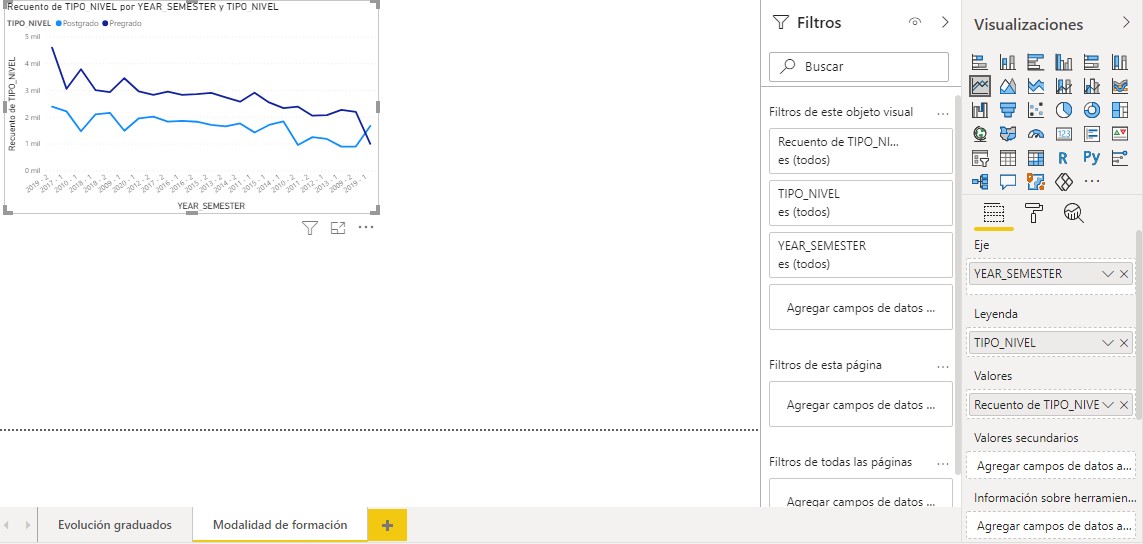 Recuento de TIPO_NIVEL por YEAR_SEMESTER y TIPO_NIVEL
TIPO_NIVEL Postgrado Pregrado
Recuento de TIPO_NIVEL
5 mil
4 mil
3 mil
2 mil
1 mil
0 mil
2019 - 2
2017 - 1
2010 - 1
2018 - 1
2018 - 2
2009 - 1
2020 - 1
2012 - 2
2017 - 2
2016 - 1
2016 - 2
2015 - 2
2013 - 2
2014 - 2
2011 - 1
2015 - 1
2014 - 1
2010 - 2
2011 - 2
2012 - 1
2013 - 1
2009 - 2
2019 - 1
YEAR_SEMESTER
Evolución graduados
Modalidad de formación
+
Filtros
Buscar
Filtros de este objeto visual ...
Recuento de TIPO_NI...
es (todos)
TIPO_NIVEL
es (todos)
YEAR_SEMESTER
es (todos)
Agregar campos de datos ...
Filtros de esta página ...
Agregar campos de datos ...
Filtros de todas las páginas ...
Agregar campos de datos ...
Visualizaciones
123
R Py
...
Eje
YEAR_SEMESTER
Leyenda
TIPO_NIVEL
Valores
Recuento de TIPO_NIVE
Valores secundarios
Agregar campos de datos a...
Información sobre herramien...
Agregar campos de datos a...